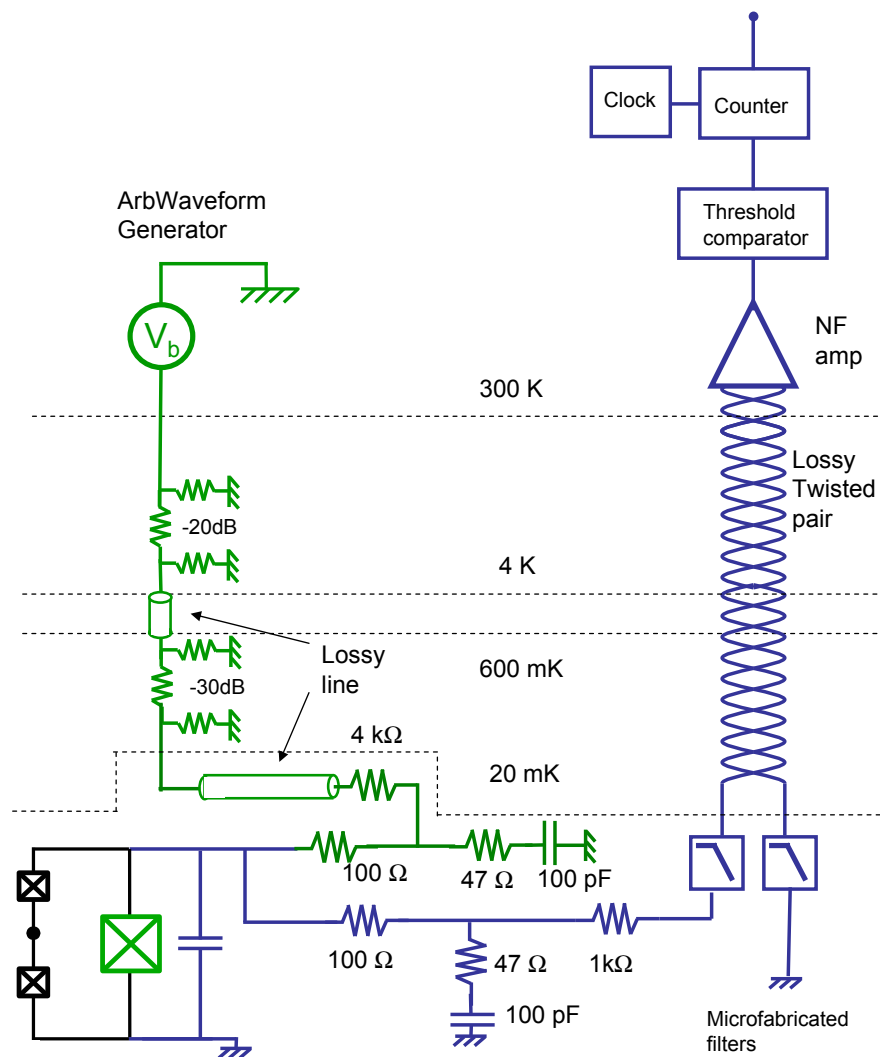 Clock
Counter
ArbWaveform
Generator
Threshold
comparator
V_b
NF
amp
300 K
Lossy
Twisted
pair
-20dB
4 K
Lossy
line
600 mK
-30dB
4 kΩ
20 mK
100 Ω
47 Ω
100 pF
100 Ω
47 Ω
1kΩ
100 pF
Microfabricated
filters